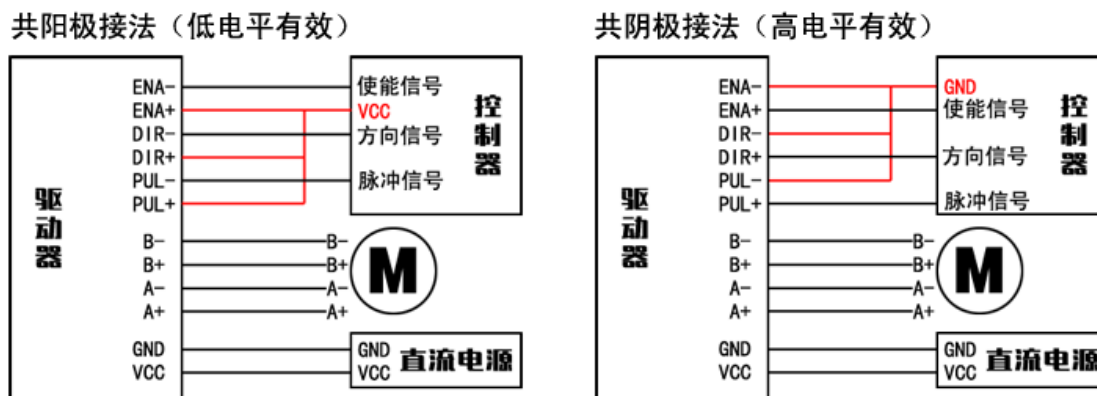 共阳极接法（低电平有效）
ENA-
ENA+
DIR-
DIR+
PUL-
PUL+
B-
B+
A-
A+
GND
VCC
驱动器
使能信号
VCC
方向信号
脉冲信号
控制器
B-
B+
A-
A+
M
GND
VCC
直流电源
共阴极接法（高电平有效）
ENA-
ENA+
DIR-
DIR+
PUL-
PUL+
B-
B+
A-
A+
GND
VCC
驱动器
GND
使能信号
方向信号
脉冲信号
控制器
B-
B+
A-
A+
M
GND
VCC
直流电源